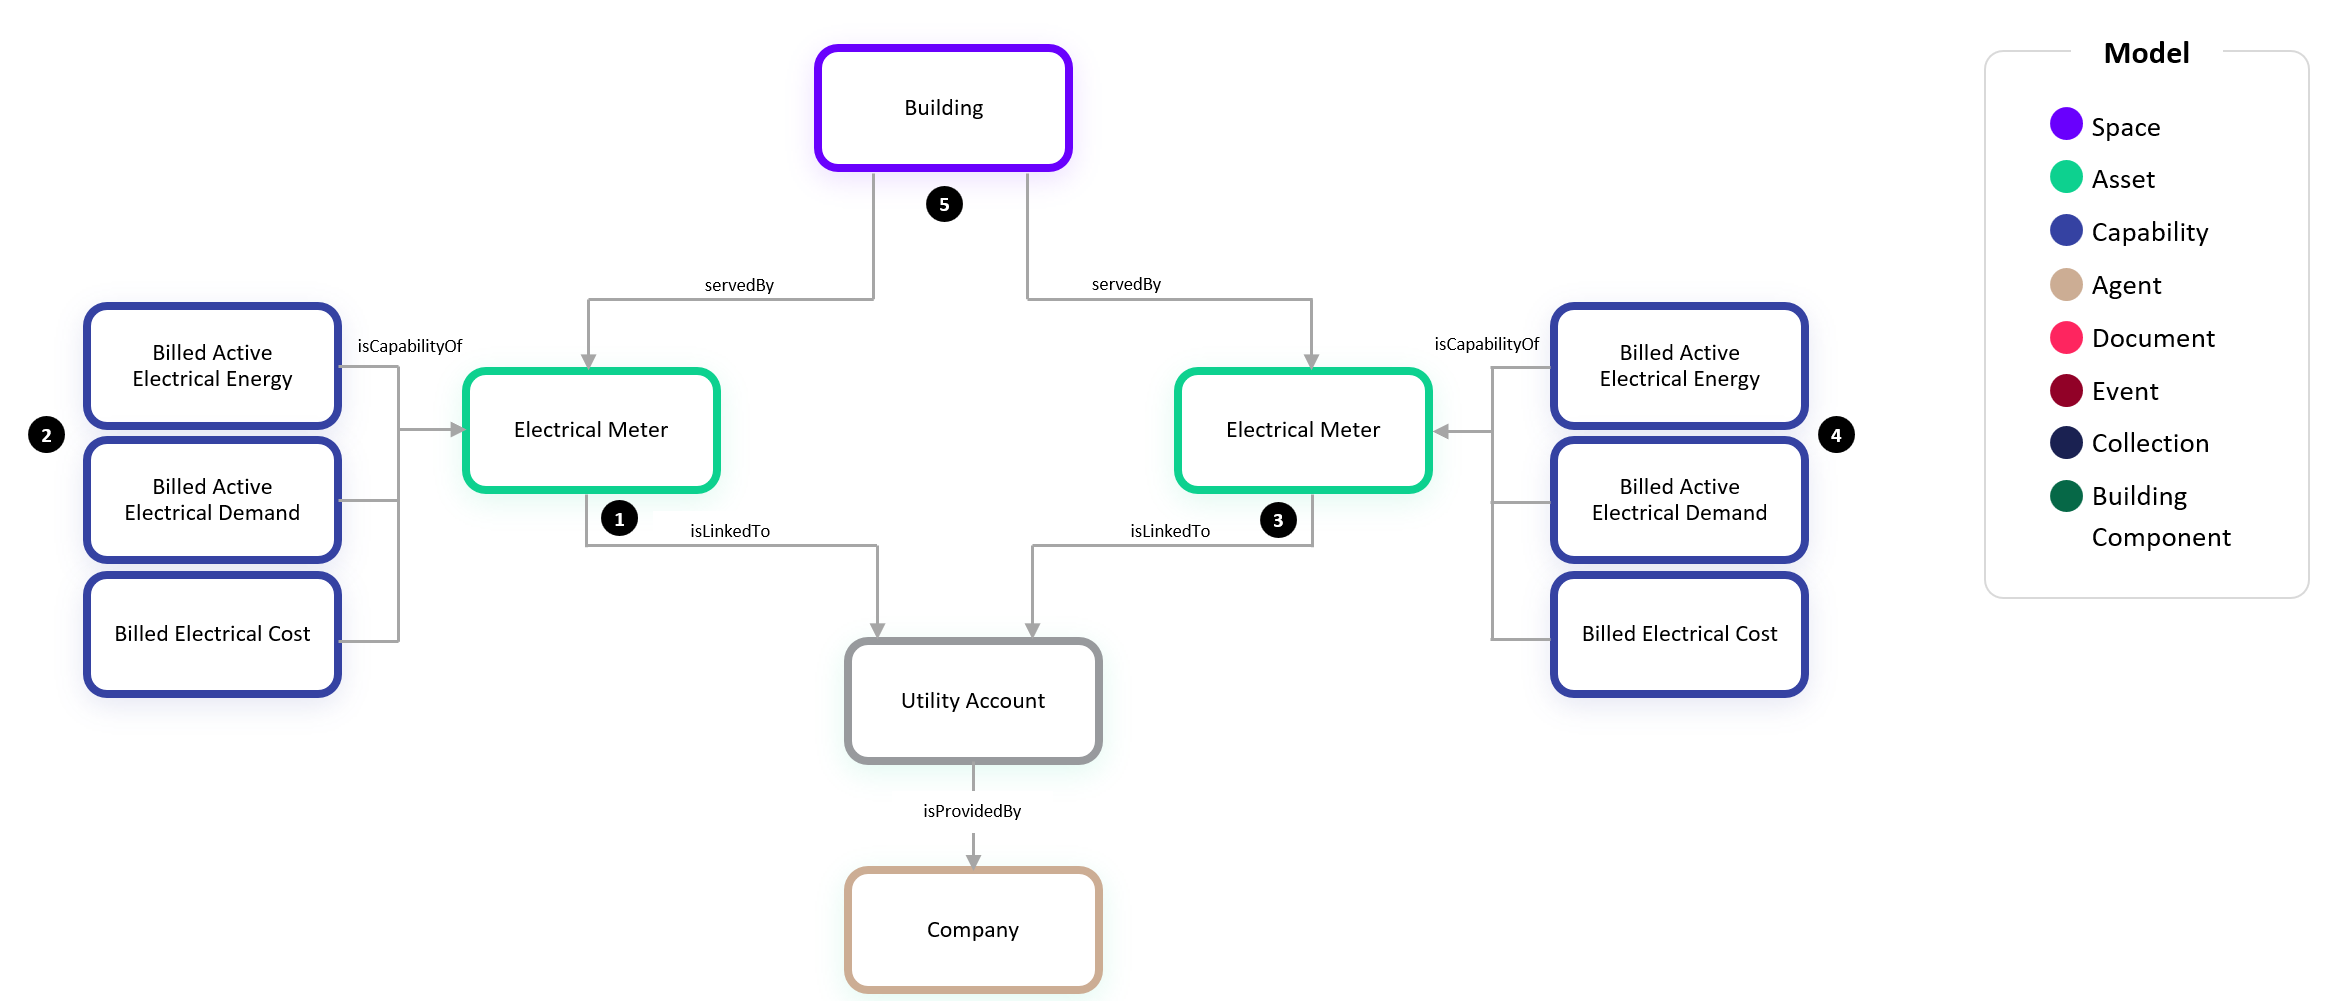 Building
5
servedBy
servedBy
Billed Active
Electrical Energy
isCapabilityOf
2
Billed Active
Electrical Demand
Billed Electrical Cost
Electrical Meter
1
isLinkedTo
Electrical Meter
3
isLinkedTo
isCapabilityOf
Billed Active
Electrical Energy
4
Billed Active
Electrical Demand
Billed Electrical Cost
Utility Account
isProvidedBy
Company
Model
Space
Asset
Capability
Agent
Document
Event
Collection
Building
Component